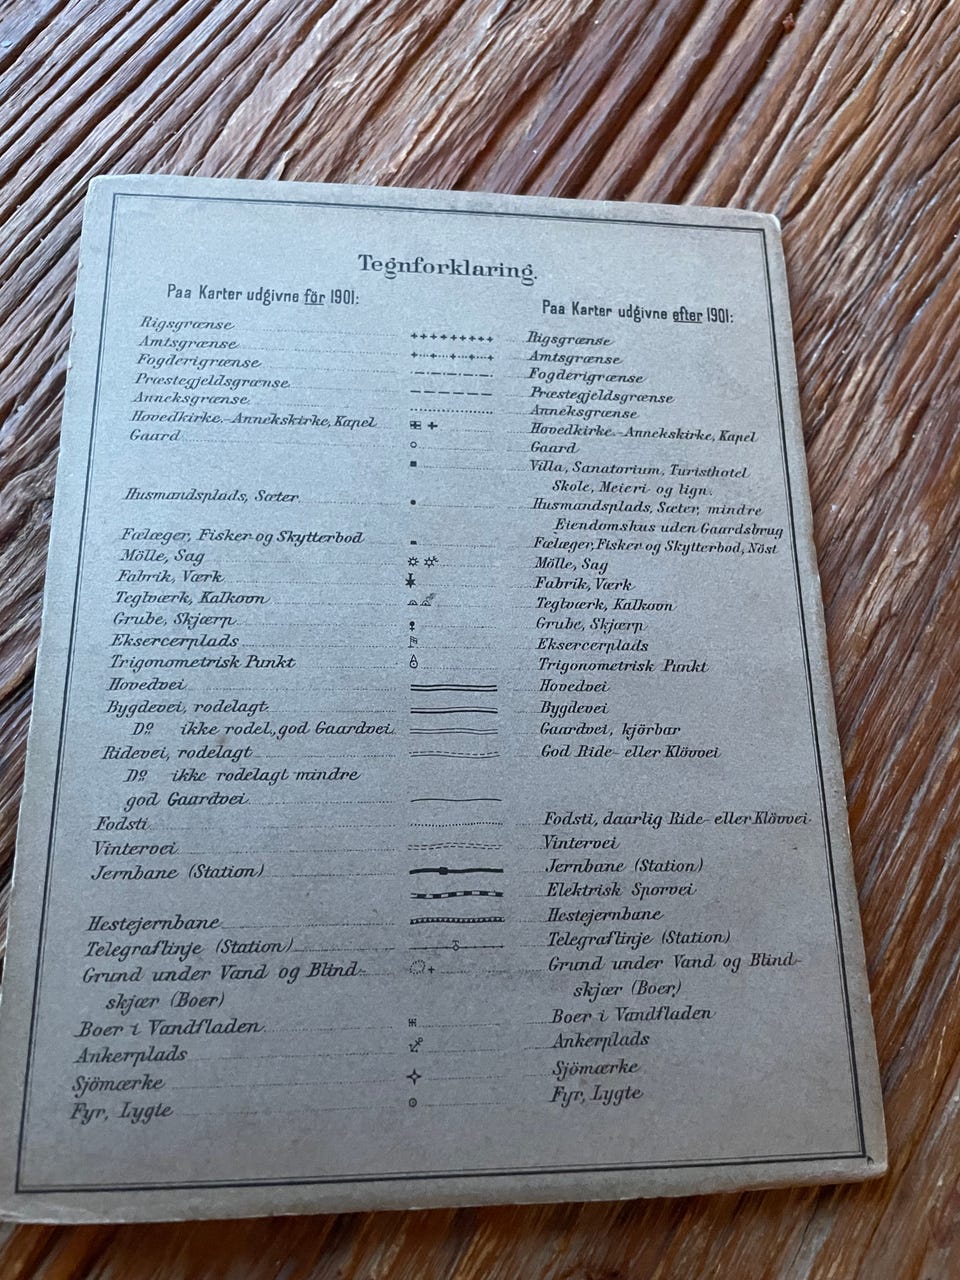 Tegnforklaring.
Paa Karter udgivne för 1901:
Paa Karter udgivne efter 1901:
Rigsgrænse Rigsgrænse
Amtsgrænse Amtsgrænse
Fogderigrænse Fogderigrænse
Præstegjeldsgrænse Præstegjeldsgrænse
Anneksgrænse Anneksgrænse
Hovedkirke.-Annekskirke, Kapel Hovedkirke.-Annekskirke, Kapel
Gaard Gaard
Villa, Sanatorium, Turisthotel
Skole, Meieri og lign.
Husmandsplads, Sæter Husmandsplads, Sæter, mindre
Eiendomshus uden Gaardsbrug
Fælæger, Fisker og Skytterbod Fælæger, Fisker og Skytterbod, Nöst
Mölle, Sag Mölle, Sag
Fabrik, Værk Fabrik, Værk
Teglværk, Kalkovn Teglværk, Kalkovn
Grube, Skjærp Grube, Skjærp
Eksercerplads Eksercerplads
Trigonometrisk Punkt Trigonometrisk Punkt
Hovedvei Hovedvei
Bygdevei, rodelagt Bygdevei
Do. ikke rodel., god Gaardvei Gaardvei, kjörbar
Ridevei, rodelagt God Ride- eller Klövvei
Do. ikke rodelagt mindre
god Gaardvei
Fodsti Fodsti, daarlig Ride- eller Klövvei
Vintervei Vintervei
Jernbane (Station) Jernbane (Station)
Elektrisk Sporvei
Hestejernbane Hestejernbane
Telegraflinje (Station) Telegraflinje (Station)
Grund under Vand og Blind- Grund under Vand og Blind-
skjær (Boer) skjær (Boer)
Boer i Vandfladen Boer i Vandfladen
Ankerplads Ankerplads
Sjömærke Sjömærke
Fyr, Lygte Fyr, Lygte